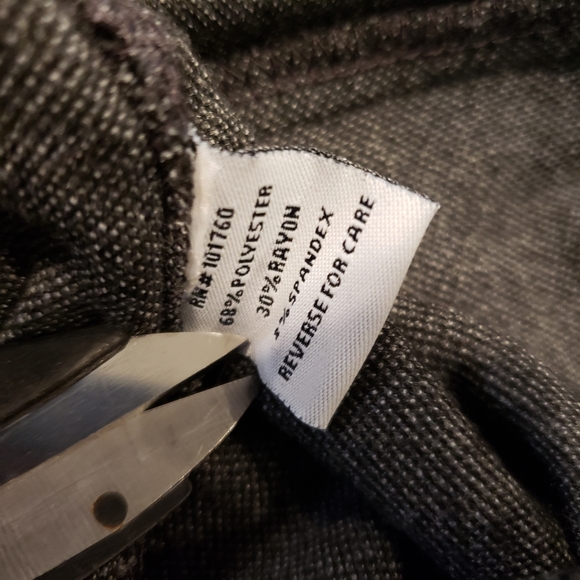 RN# 101760
68%POLYESTER
30%RAYON
2%SPANDEX
REVERSE FOR CARE